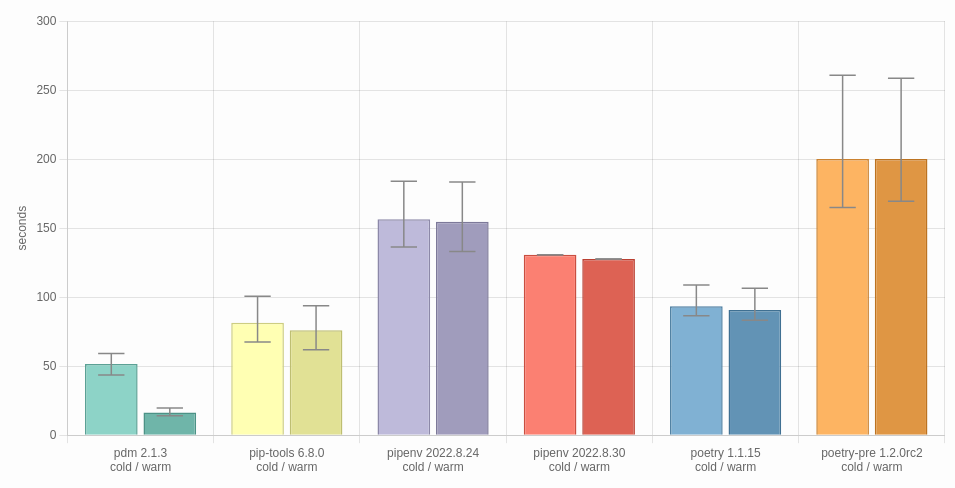 300
250
200
150
100
50
0
seconds
pdm 2.1.3
cold / warm
pip-tools 6.8.0
cold / warm
pipenv 2022.8.24
cold / warm
pipenv 2022.8.30
cold / warm
poetry 1.1.15
cold / warm
poetry-pre 1.2.0rc2
cold / warm